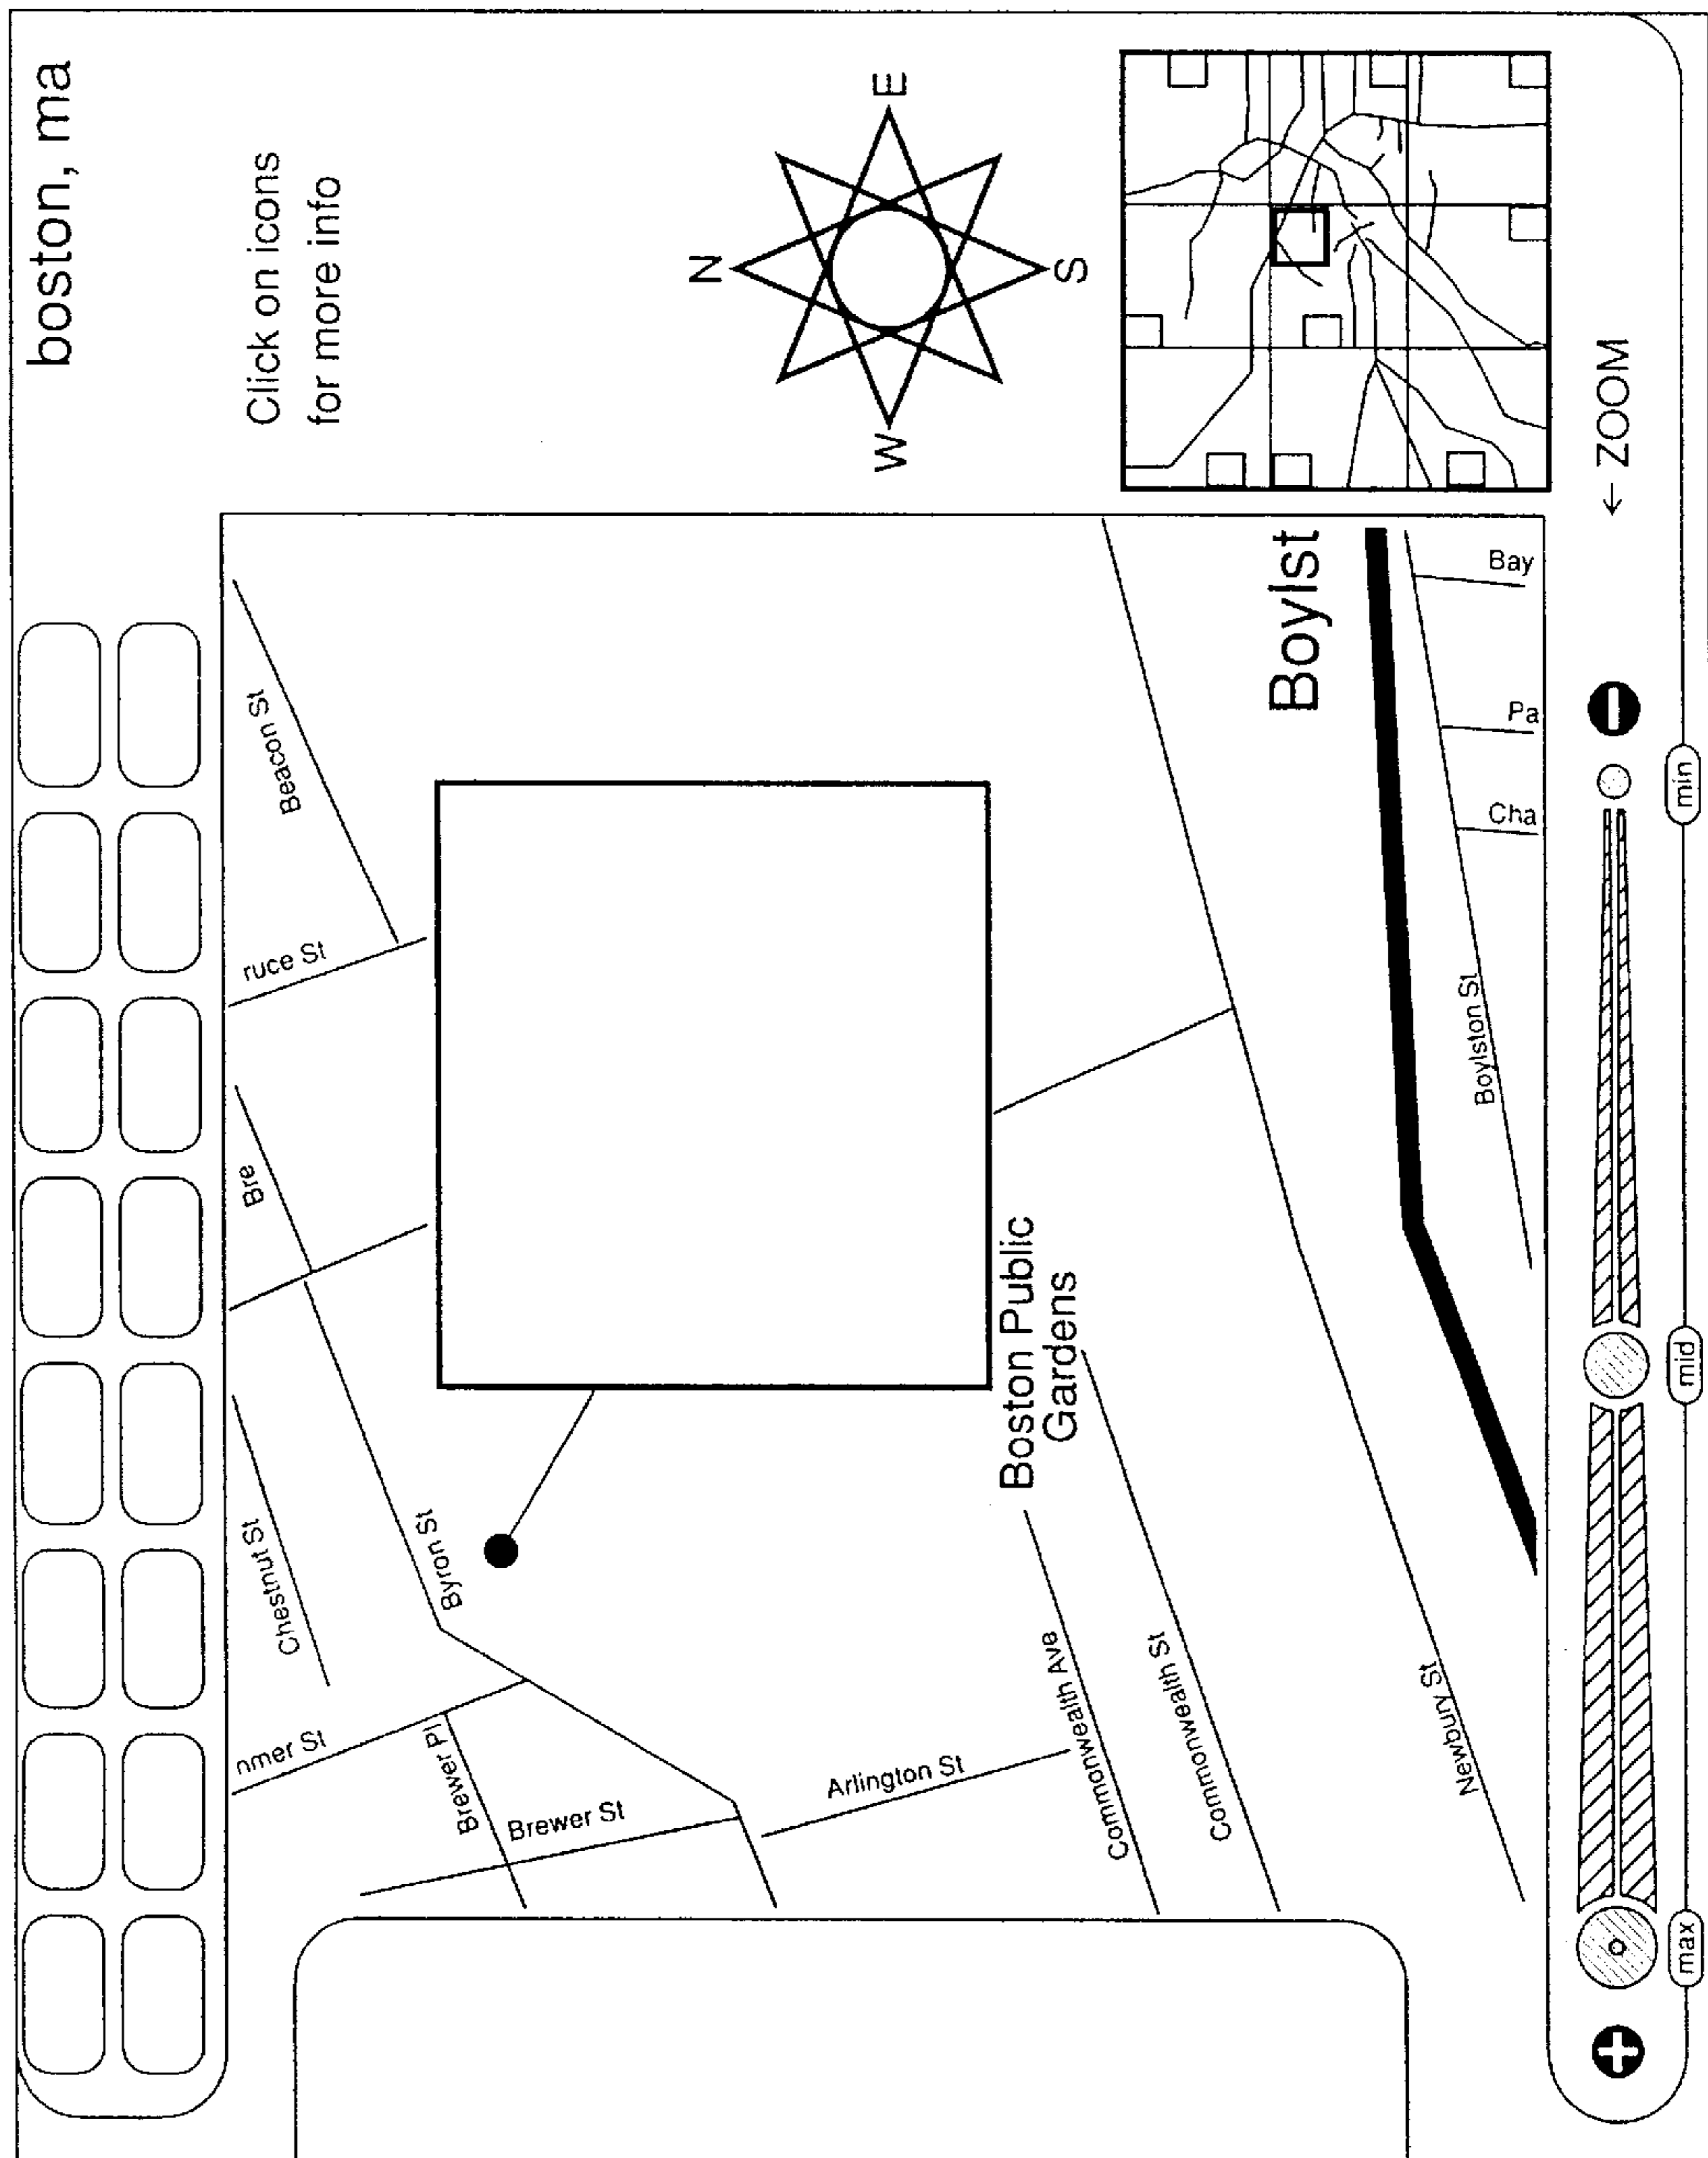 boston, ma
Click on icons
for more info
N
W
E
S
Beacon St
ruce St
Bre
Chestnut St
Byron St
nmer St
Brewer Pl
Brewer St
Arlington St
Boston Public
Gardens
Commonwealth Ave
Commonwealth St
Newbury St
Boylst
Boylston St
Cha
Pa
Bay
← ZOOM
max
mid
min